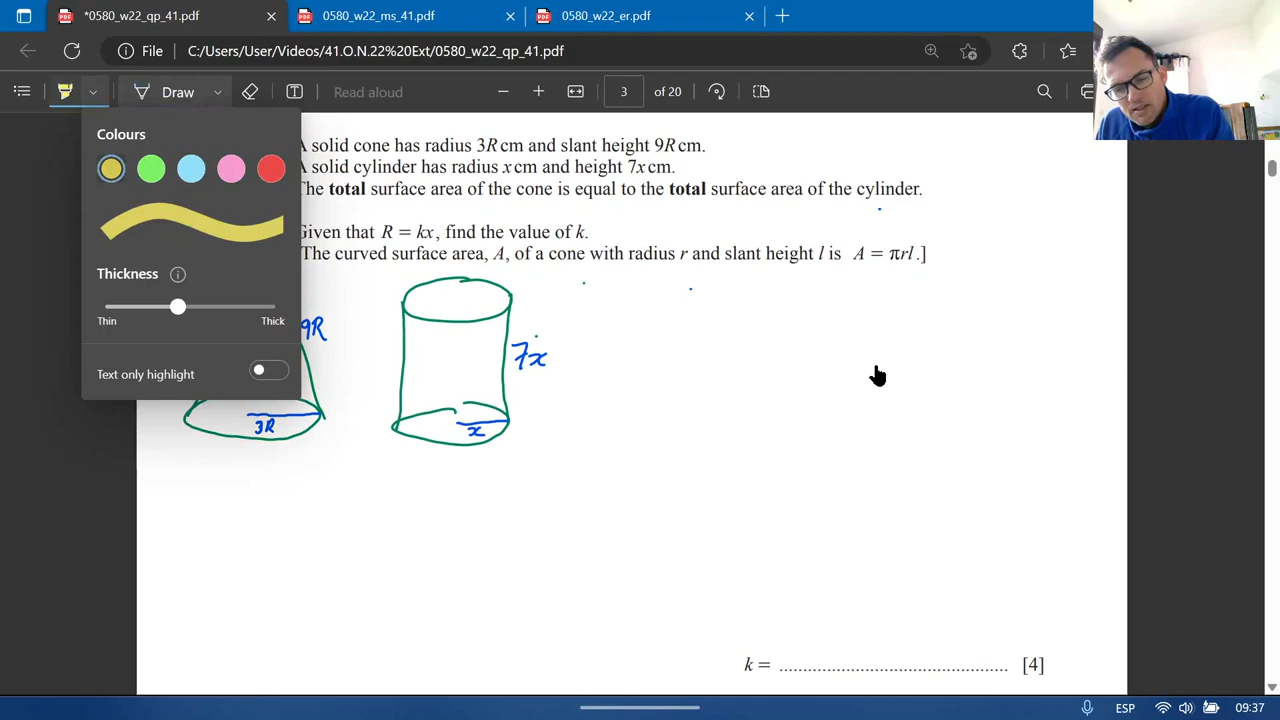 *0580_w22_qp_41.pdf
0580_w22_ms_41.pdf
0580_w22_er.pdf
File
C:/Users/User/Videos/41.O.N.22%20Ext/0580_w22_qp_41.pdf
Draw
Read aloud
3
of 20
Colours
Thickness
Thin
Thick
Text only highlight
solid cone has radius 3R cm and slant height 9R cm.
solid cylinder has radius x cm and height 7x cm.
The total surface area of the cone is equal to the total surface area of the cylinder.
Given that R = kx, find the value of k.
The curved surface area, A, of a cone with radius r and slant height l is A = πrl.]
9R
7x
3R
x
k = ................................................ [4]
ESP
09:37